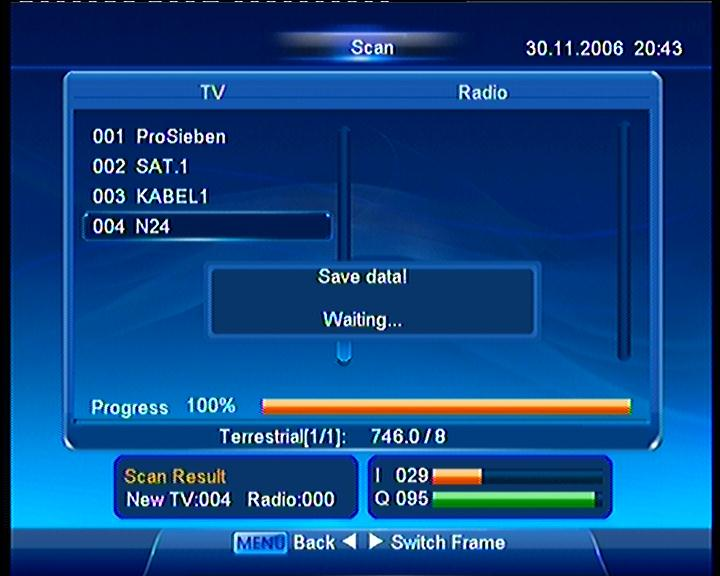 Scan
30.11.2006 20:43
TV Radio
001 ProSieben
002 SAT.1
003 KABEL1
004 N24
Save data!
Waiting...
Progress 100%
Terrestrial[1/1]: 746.0 / 8
Scan Result
New TV:004 Radio:000
I 029
Q 095
MENU Back ◀ ▶ Switch Frame